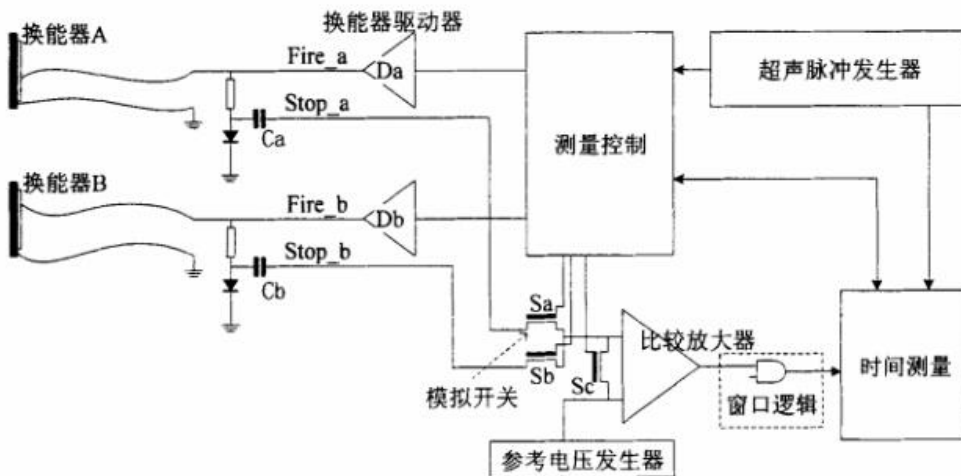 换能器A
换能器驱动器
Fire_a
Da
超声脉冲发生器
Stop_a
Ca
测量控制
换能器B
Fire_b
Db
Stop_b
Cb
Sa
比较放大器
时间测量
Sb
Sc
模拟开关
窗口逻辑
参考电压发生器